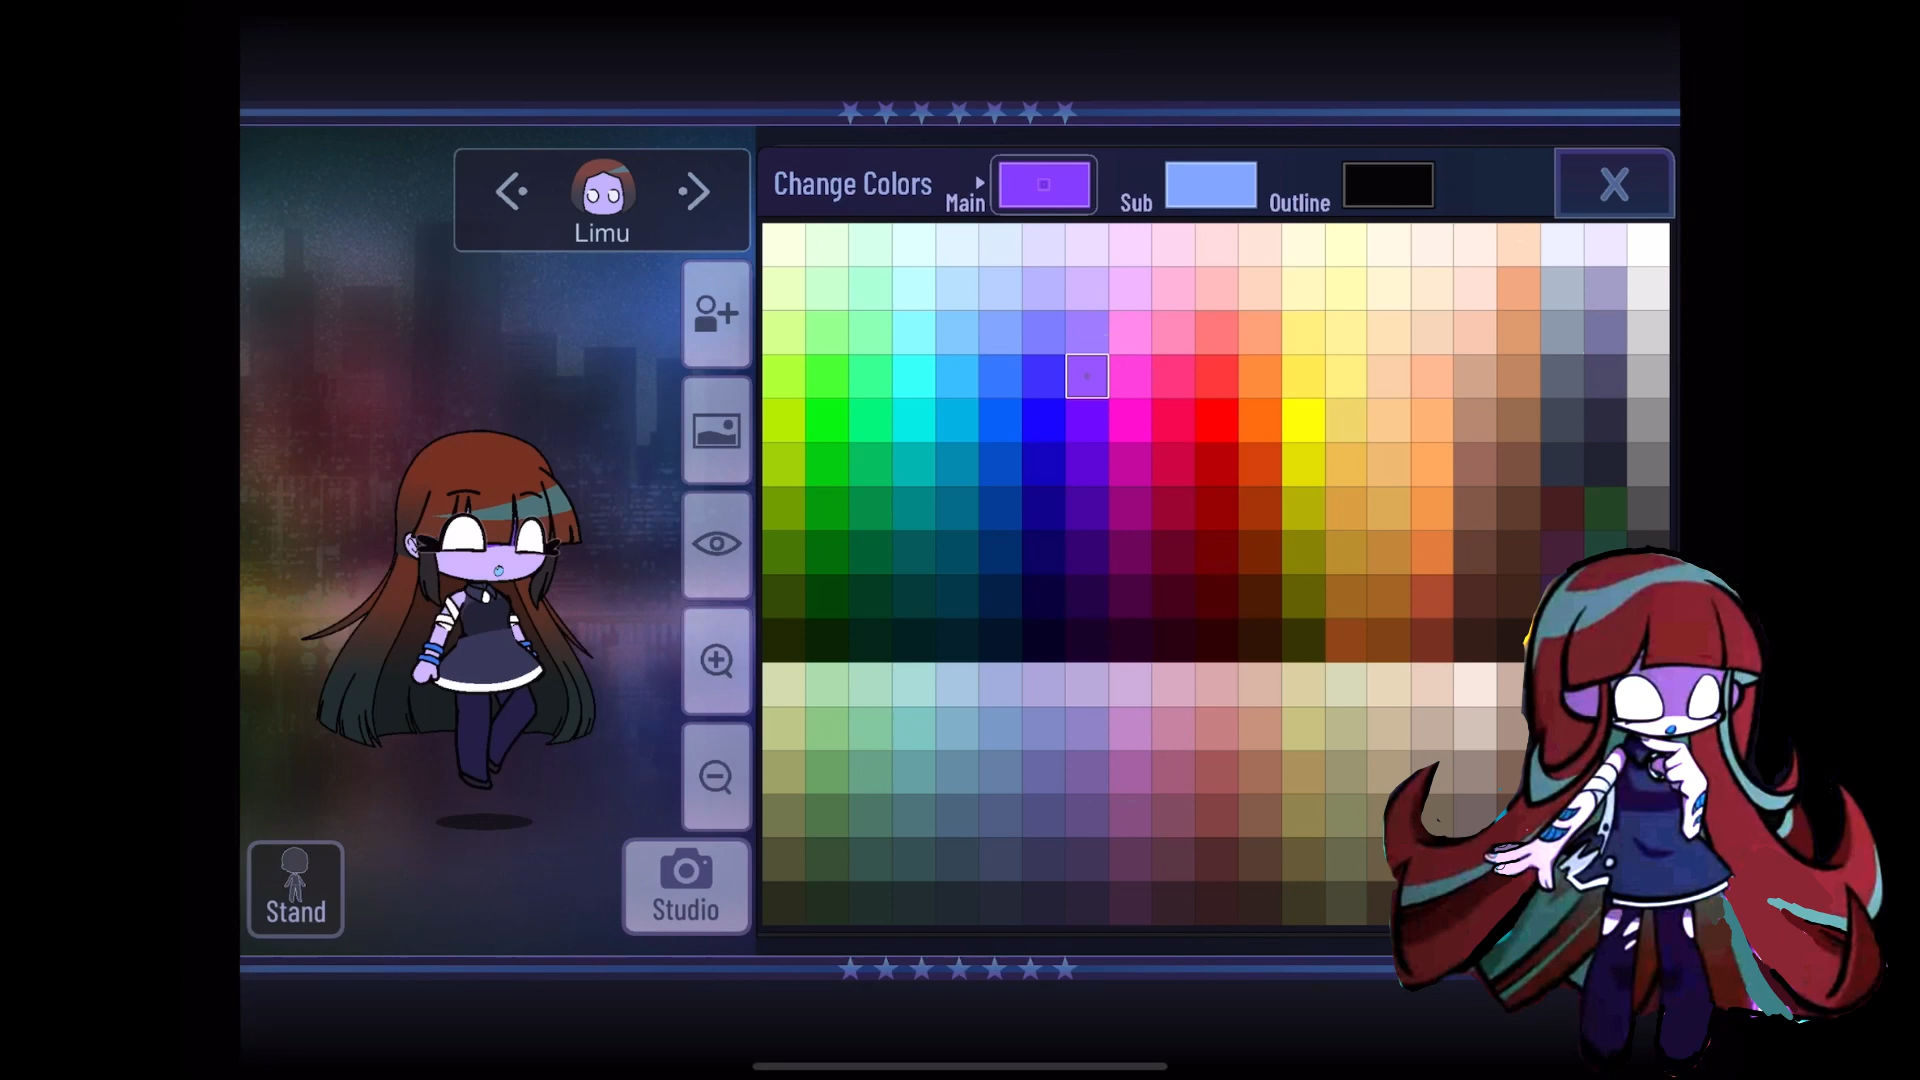 Limu
Change Colors
Main
Sub
Outline
X
Stand
Studio